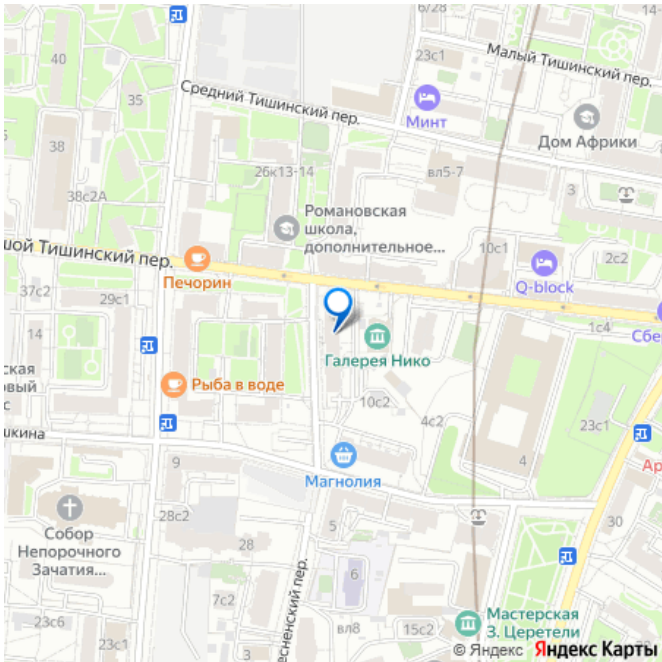 6/28
23с1
Малый Тишинский пер.
40
35
Средний Тишинский пер.
Минт
Дом Африки
38
26к13-14
вл5-7
38с2А
3
Романовская
школа,
дополнительное...
10с1
шой Тишинский пер.
Печорин
Q-block
2с2
37с2
29с1
1с4
Сбе
14
Галерея Нико
ская
овый
с
Рыба в воде
10с2
4с2
23с1
шкина
9
4
Ар
Магнолия
28с2
5
30
Собор
Непорочного
Зачатия...
28
есненский пер.
7с2
6
23с6
вл8
15с2
Мастерская
З. Церетели
23с1
3
© Яндекс Яндекс Карты